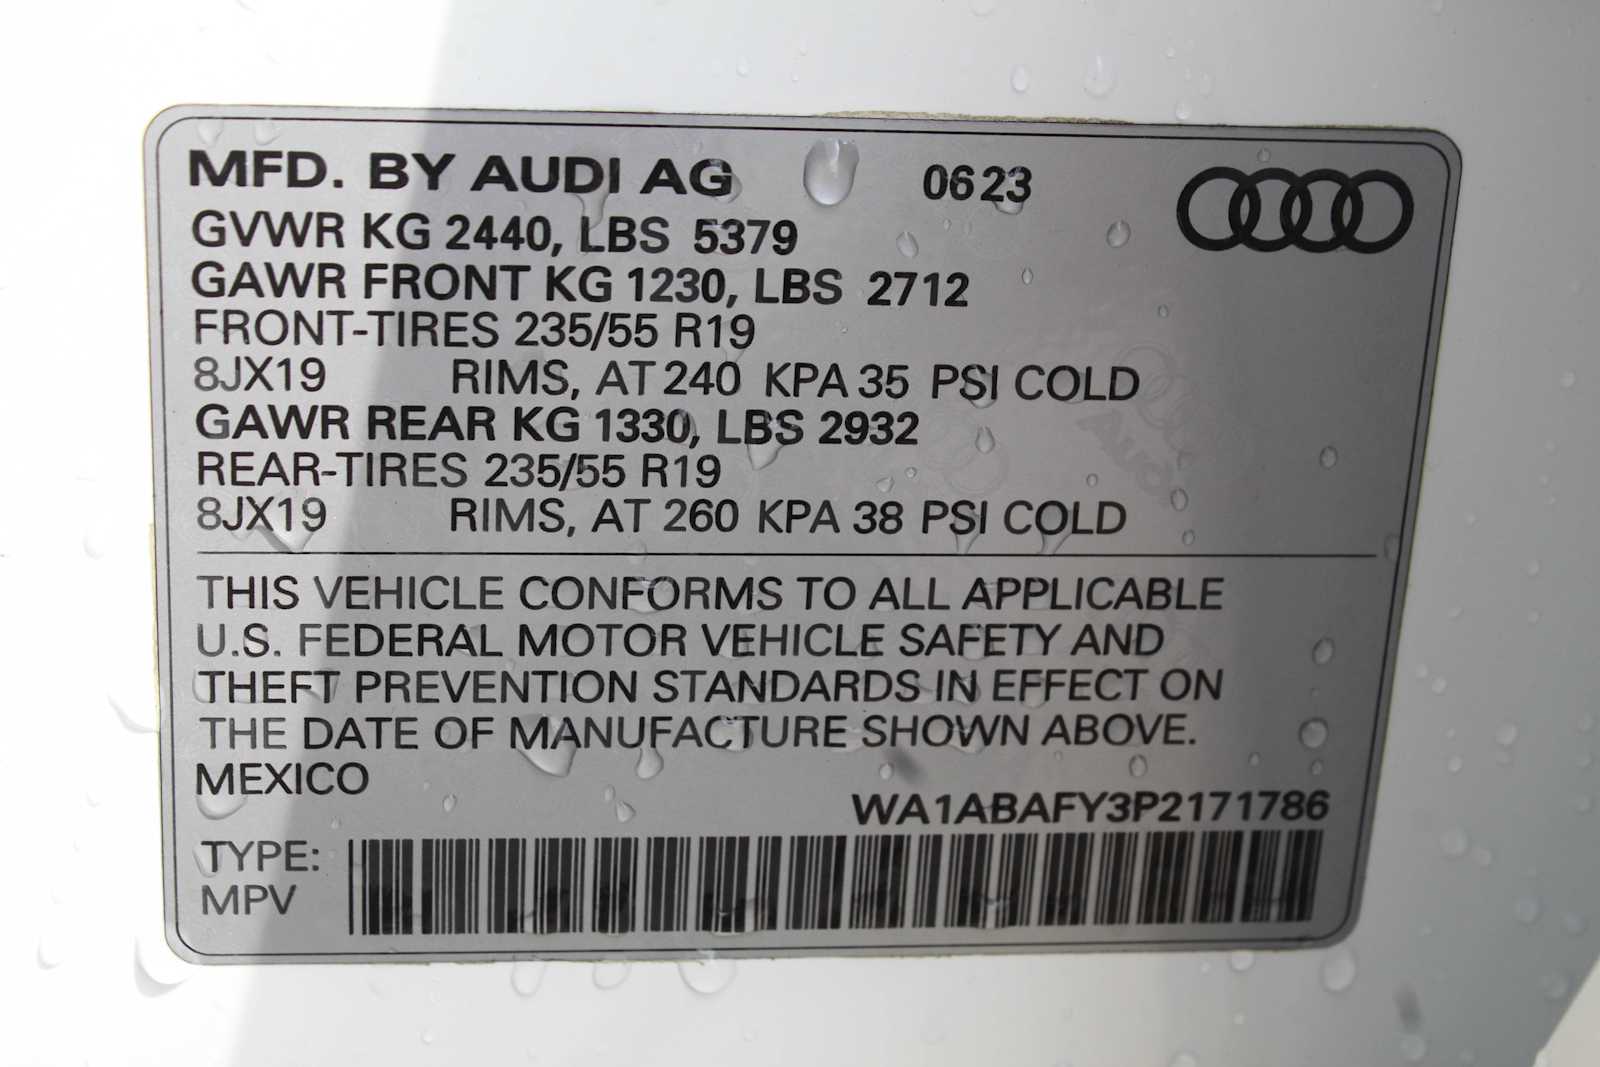 MFD. BY AUDI AG 0623
GVWR KG 2440, LBS 5379
GAWR FRONT KG 1230, LBS 2712
FRONT-TIRES 235/55 R19
8JX19 RIMS, AT 240 KPA 35 PSI COLD
GAWR REAR KG 1330, LBS 2932
REAR-TIRES 235/55 R19
8JX19 RIMS, AT 260 KPA 38 PSI COLD
THIS VEHICLE CONFORMS TO ALL APPLICABLE
U.S. FEDERAL MOTOR VEHICLE SAFETY AND
THEFT PREVENTION STANDARDS IN EFFECT ON
THE DATE OF MANUFACTURE SHOWN ABOVE.
MEXICO
WA1ABAFY3P2171786
TYPE:
MPV